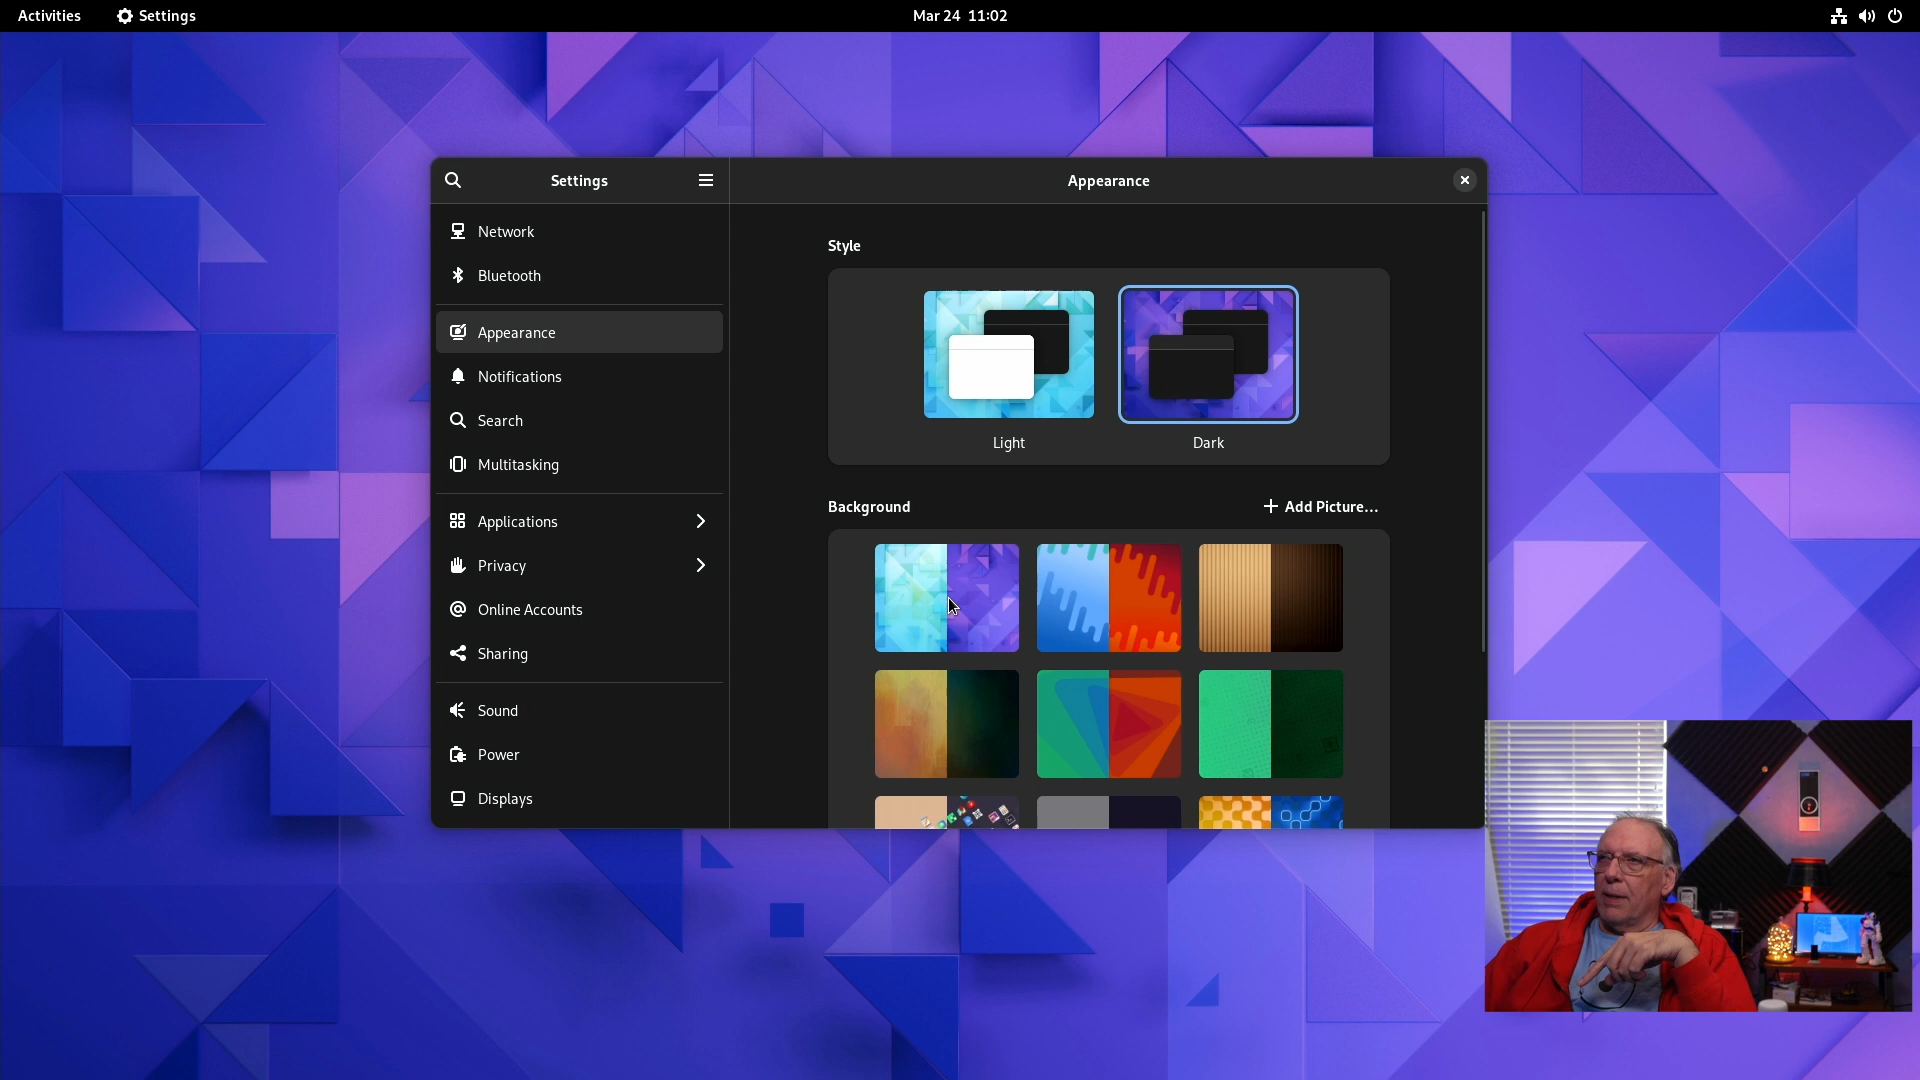 Activities
Settings
Mar 24 11:02
Settings
Appearance
Network
Bluetooth
Appearance
Notifications
Search
Multitasking
Applications
Privacy
Online Accounts
Sharing
Sound
Power
Displays
Style
Light
Dark
Background
Add Picture...